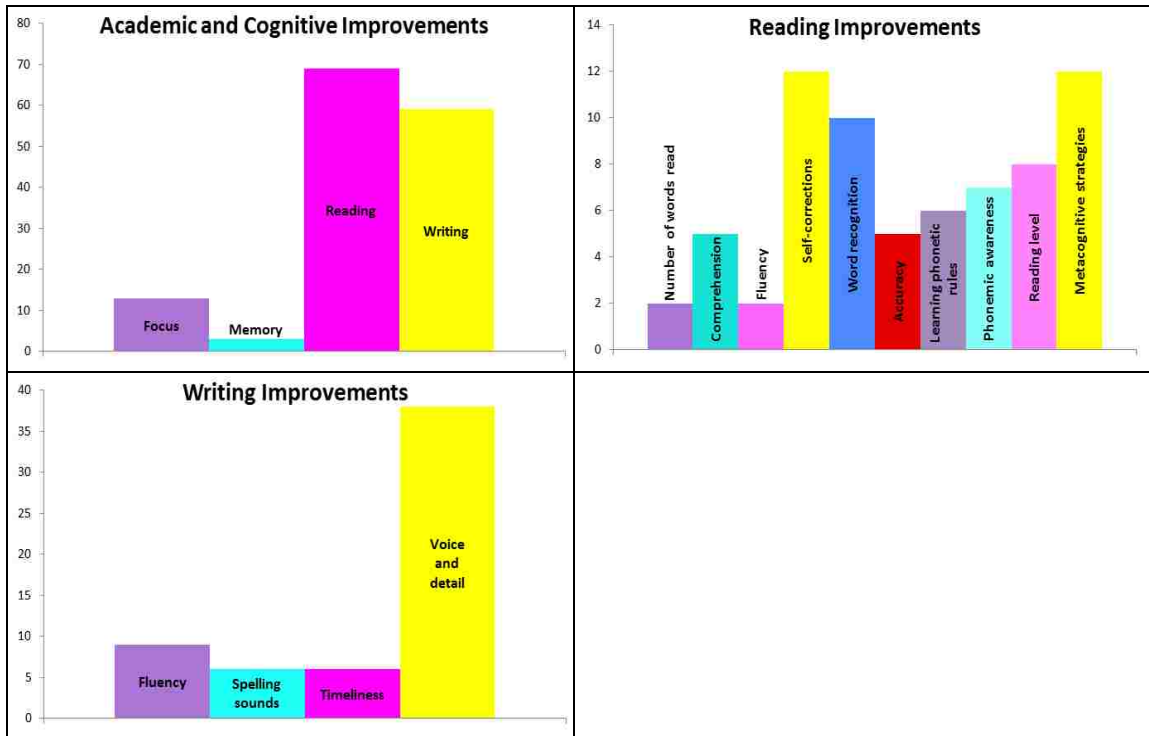 Academic and Cognitive Improvements
80
70
60
50
40
30
20
10
0
Focus
Memory
Reading
Writing
Reading Improvements
14
12
10
8
6
4
2
0
Number of words read
Comprehension
Fluency
Self-corrections
Word recognition
Accuracy
Learning phonetic
rules
Phonemic awareness
Reading level
Metacognitive strategies
Writing Improvements
40
35
30
25
20
15
10
5
0
Fluency
Spelling
sounds
Timeliness
Voice
and
detail